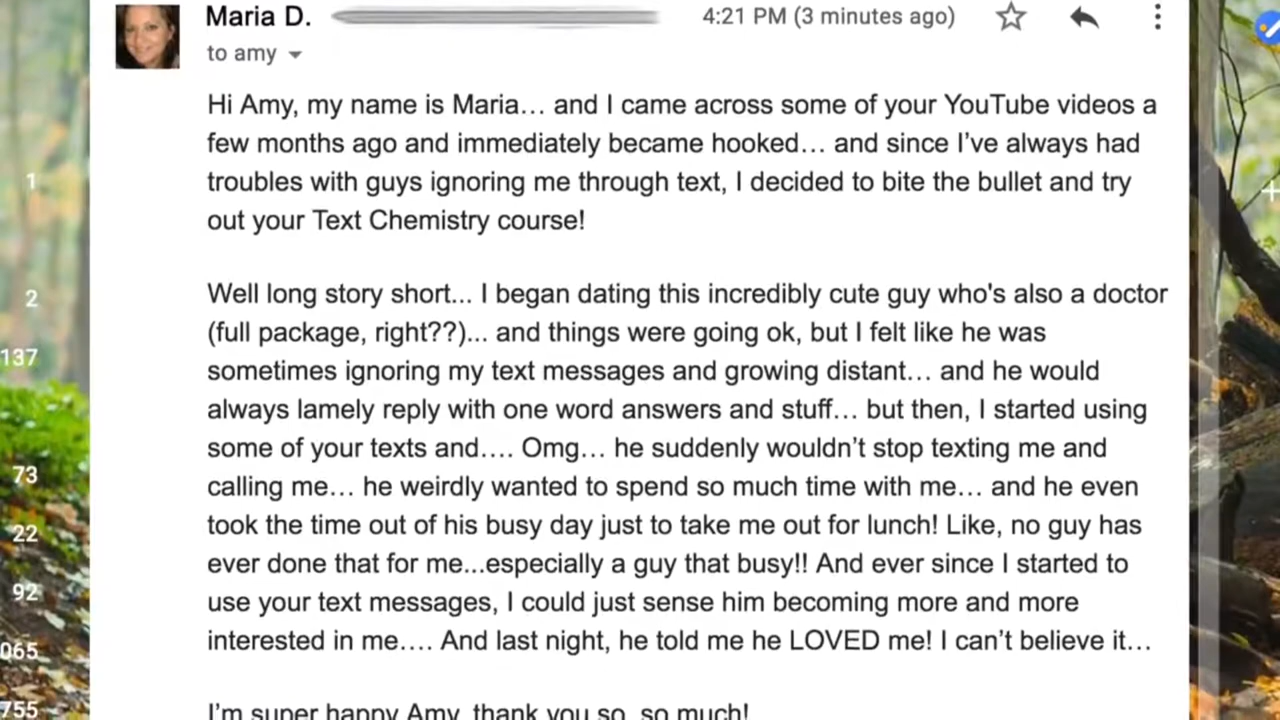 Maria D.
4:21 PM (3 minutes ago)
to amy
Hi Amy, my name is Maria… and I came across some of your YouTube videos a
few months ago and immediately became hooked… and since I’ve always had
troubles with guys ignoring me through text, I decided to bite the bullet and try
out your Text Chemistry course!
Well long story short... I began dating this incredibly cute guy who's also a doctor
(full package, right??)... and things were going ok, but I felt like he was
sometimes ignoring my text messages and growing distant… and he would
always lamely reply with one word answers and stuff… but then, I started using
some of your texts and…. Omg… he suddenly wouldn’t stop texting me and
calling me… he weirdly wanted to spend so much time with me… and he even
took the time out of his busy day just to take me out for lunch! Like, no guy has
ever done that for me...especially a guy that busy!! And ever since I started to
use your text messages, I could just sense him becoming more and more
interested in me…. And last night, he told me he LOVED me! I can’t believe it…
I’m super happy Amy, thank you so, so much!
1
2
137
73
22
92
065
755